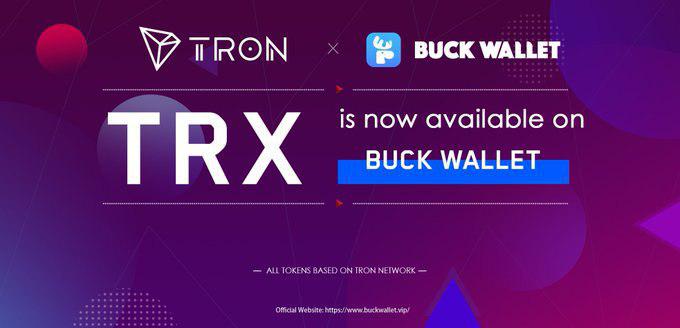 TRON × BUCK WALLET
TRX is now available on
BUCK WALLET
— ALL TOKENS BASED ON TRON NETWORK —
Official Website: https://www.buckwallet.vip/